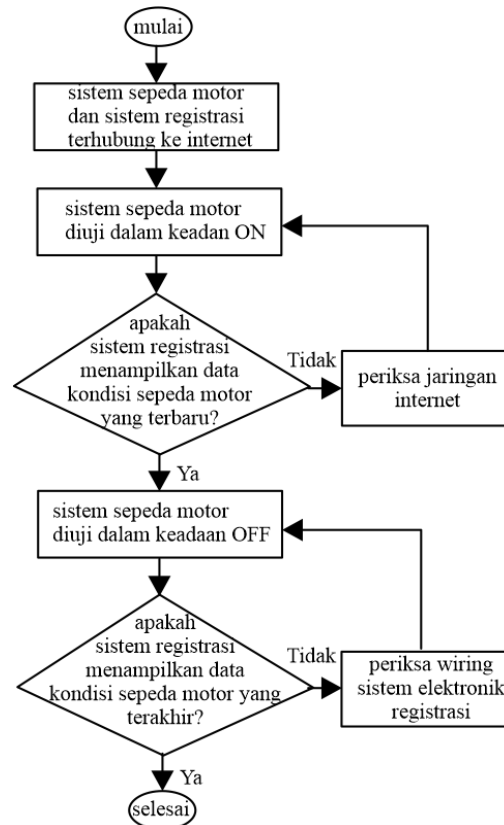 mulai
sistem sepeda motor
dan sistem registrasi
terhubung ke internet
sistem sepeda motor
diuji dalam keadan ON
apakah
sistem registrasi
menampilkan data
kondisi sepeda motor
yang terbaru?
Tidak
periksa jaringan
internet
Ya
sistem sepeda motor
diuji dalam keadaan OFF
apakah
sistem registrasi
menampilkan data
kondisi sepeda motor yang
terakhir?
Tidak
periksa wiring
sistem elektronik
registrasi
Ya
selesai